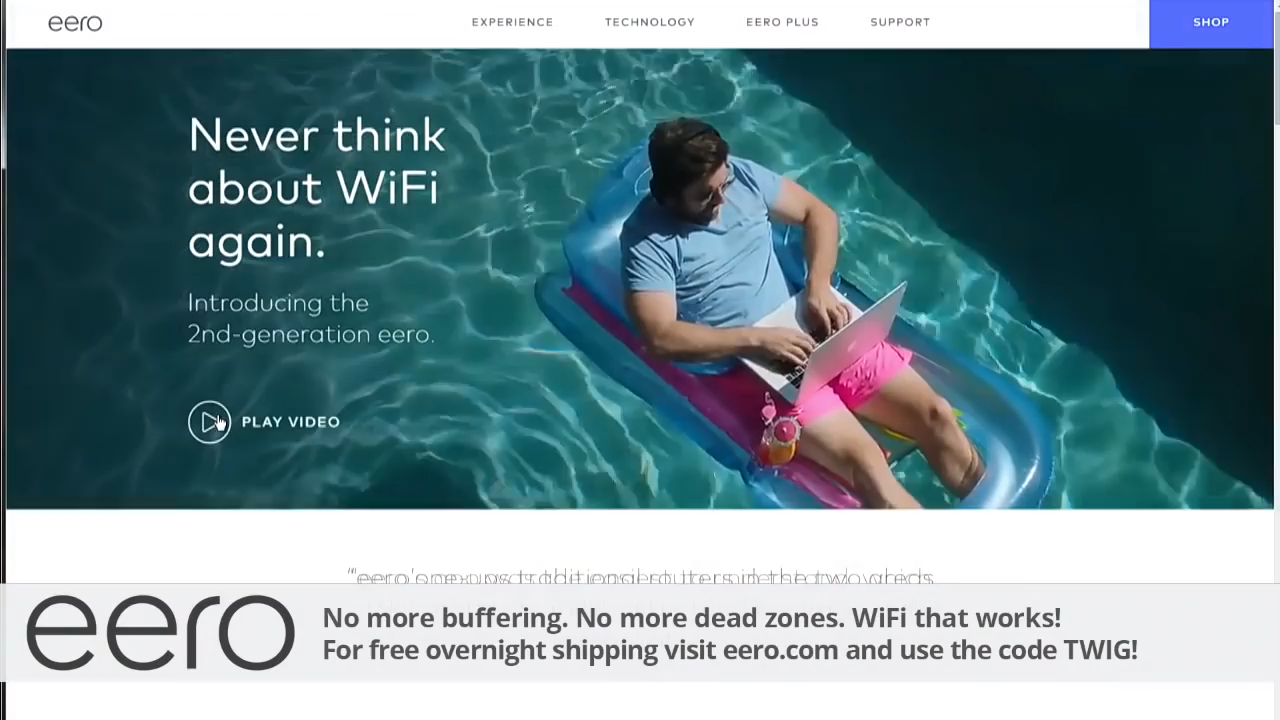 eero
EXPERIENCE TECHNOLOGY EERO PLUS SUPPORT SHOP
Never think
about WiFi
again.
Introducing the
2nd-generation eero.
PLAY VIDEO
eero
No more buffering. No more dead zones. WiFi that works!
For free overnight shipping visit eero.com and use the code TWIG!